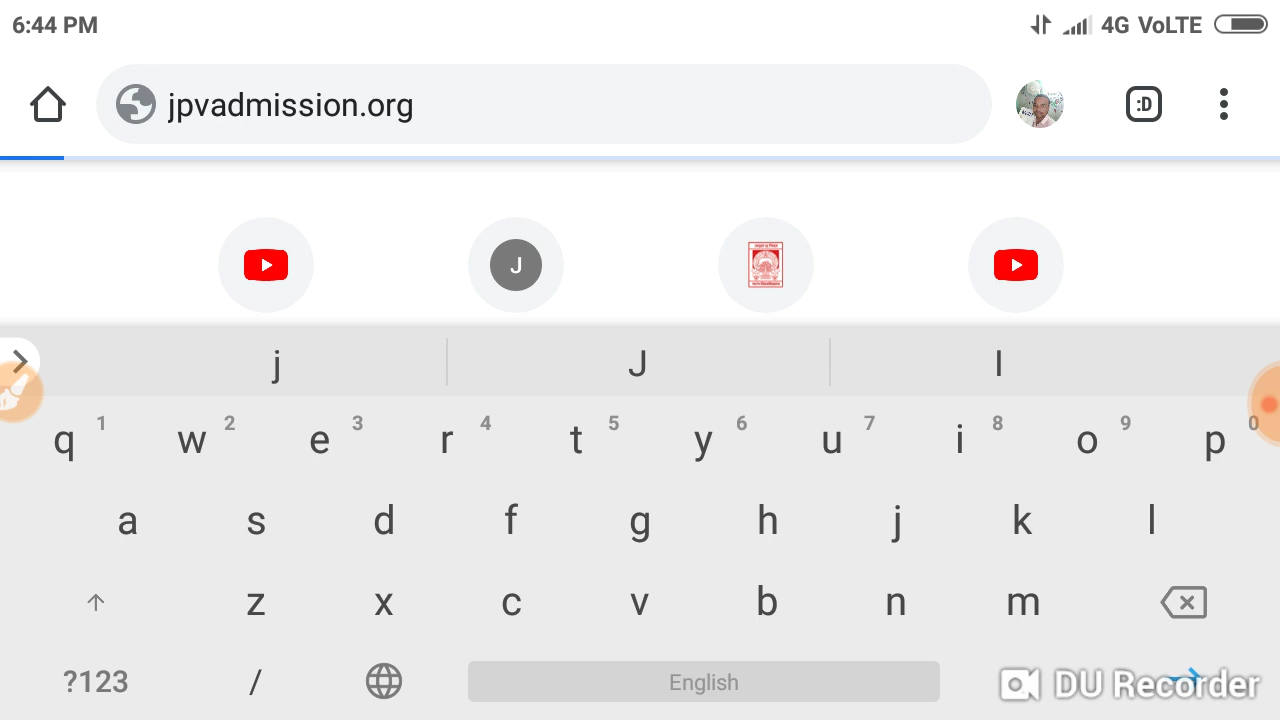 6:44 PM 4G VoLTE
jpvadmission.org :D
J
j J I
q 1 w 2 e 3 r 4 t 5 y 6 u 7 i 8 o 9 p 0
a s d f g h j k l
z x c v b n m
?123 / English DU Recorder